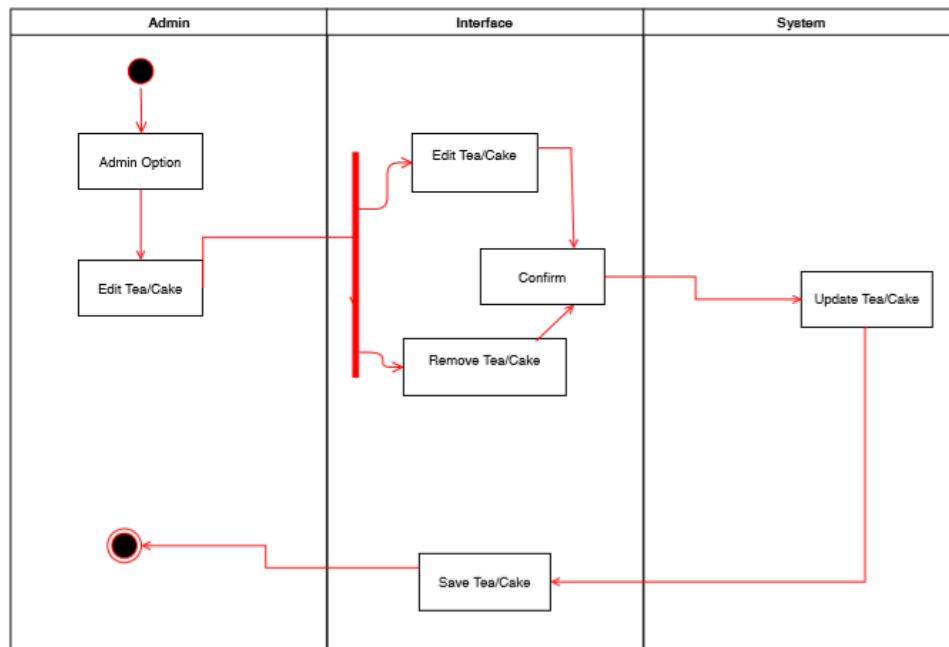 Admin
Interface
System
Admin Option
Edit Tea/Cake
Edit Tea/Cake
Confirm
Remove Tea/Cake
Update Tea/Cake
Save Tea/Cake